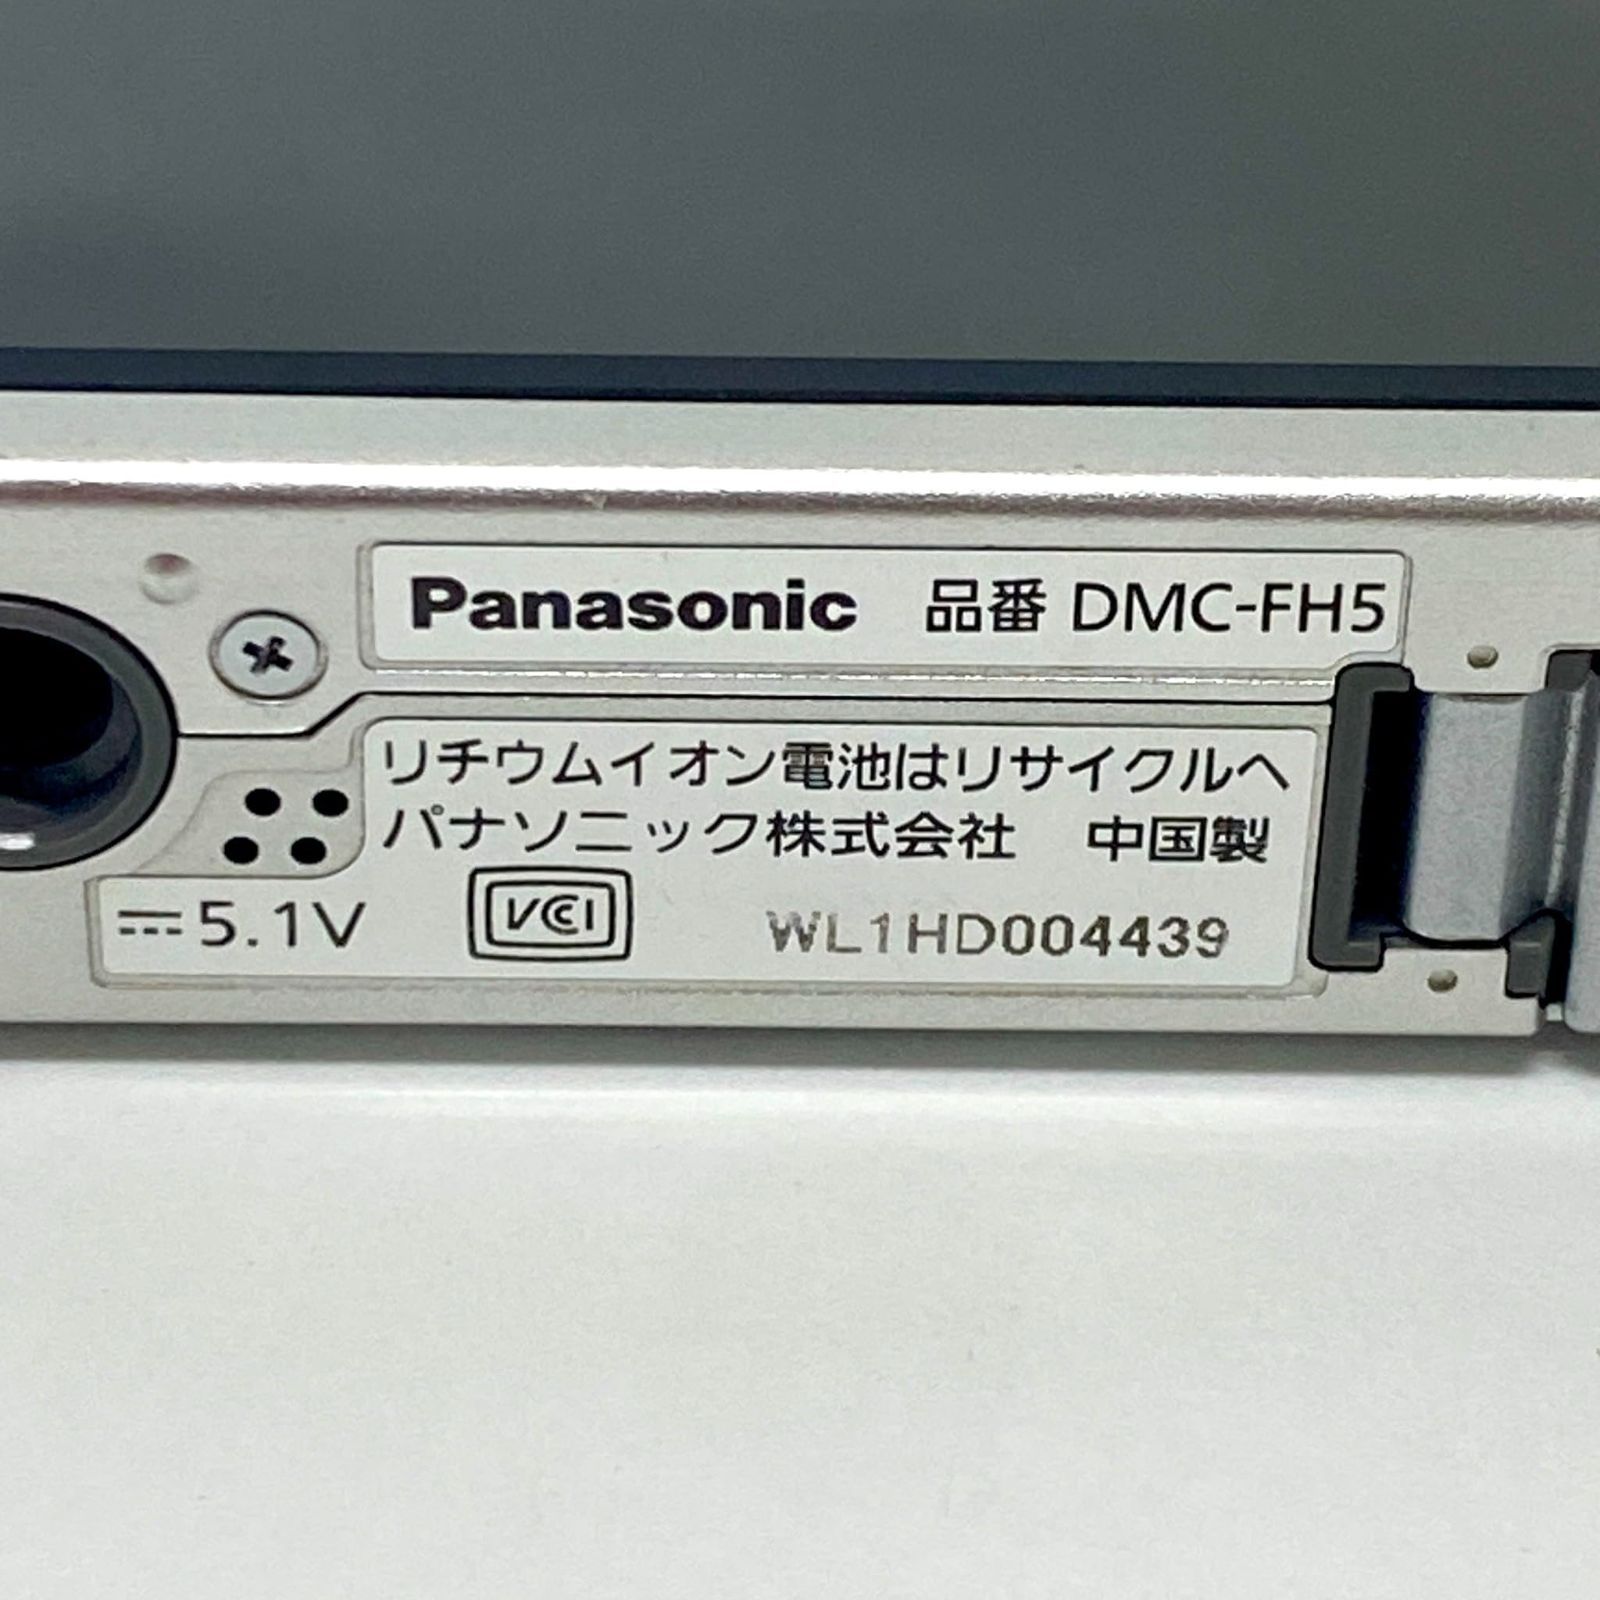 Panasonic 品番 DMC-FH5
リチウムイオン電池はリサイクルへ
パナソニック株式会社 中国製
⎓5.1V VCCI WL1HD004439